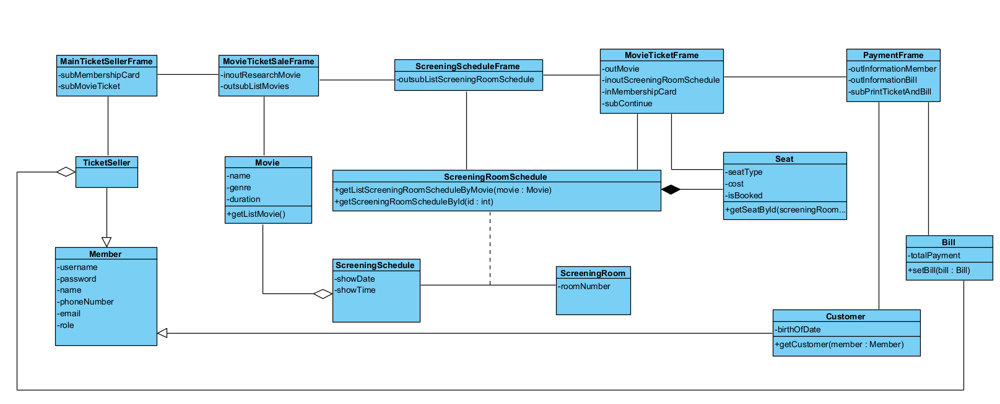 MainTicketSellerFrame
-subMembershipCard
-subMovieTicket
MovieTicketSaleFrame
-inoutResearchMovie
-outsubListMovies
ScreeningScheduleFrame
-outsubListScreeningRoomSchedule
MovieTicketFrame
-outMovie
-inoutScreeningRoomSchedule
-inMembershipCard
-subContinue
PaymentFrame
-outInformationMember
-outInformationBill
-subPrintTicketAndBill
TicketSeller
Movie
-name
-genre
-duration
+getListMovie()
ScreeningRoomSchedule
+getListScreeningRoomScheduleByMovie(movie : Movie)
+getScreeningRoomScheduleById(id : int)
Seat
-seatType
-cost
-isBooked
+getSeatById(screeningRoom...
Member
-username
-password
-name
-phoneNumber
-email
-role
ScreeningSchedule
-showDate
-showTime
ScreeningRoom
-roomNumber
Bill
-totalPayment
+setBill(bill : Bill)
Customer
-birthOfDate
+getCustomer(member : Member)